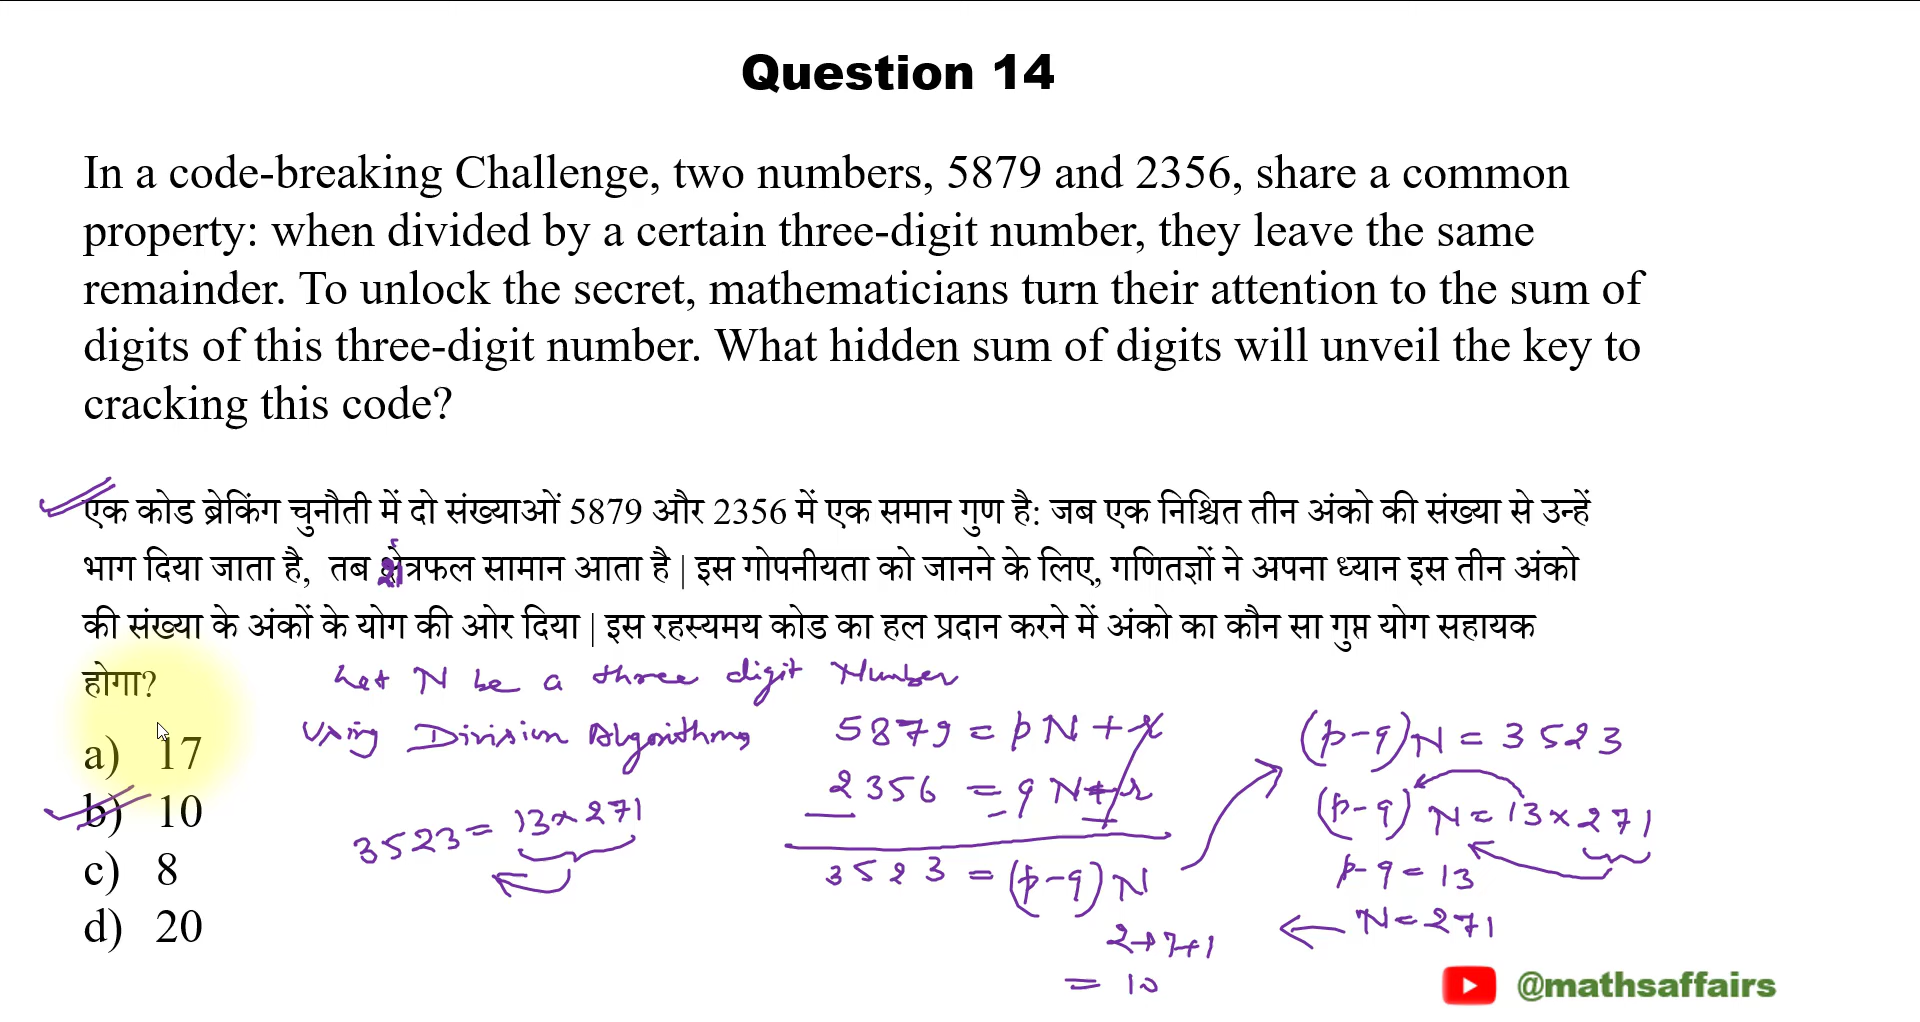 Question 14
In a code-breaking Challenge, two numbers, 5879 and 2356, share a common
property: when divided by a certain three-digit number, they leave the same
remainder. To unlock the secret, mathematicians turn their attention to the sum of
digits of this three-digit number. What hidden sum of digits will unveil the key to
cracking this code?
एक कोड ब्रेकिंग चुनौती में दो संख्याओं 5879 और 2356 में एक समान गुण है: जब एक निश्चित तीन अंको की संख्या से उन्हें
भाग दिया जाता है, तब क्षेत्रफल सामान आता है | इस गोपनीयता को जानने के लिए, गणितज्ञों ने अपना ध्यान इस तीन अंको
की संख्या के अंकों के योग की ओर दिया | इस रहस्यमय कोड का हल प्रदान करने में अंको का कौन सा गुप्त योग सहायक
होगा?
Let N be a three digit Number
Using Division Algorithm,
5879 = pN + r
2356 = qN + r
3523 = (p-q) N
3523 = 13 x 271
(p-q) N = 3523
(p-q) N = 13 x 271
p-q = 13
N = 271
2+7+1
= 10
a) 17
b) 10
c) 8
d) 20
@mathsaffairs